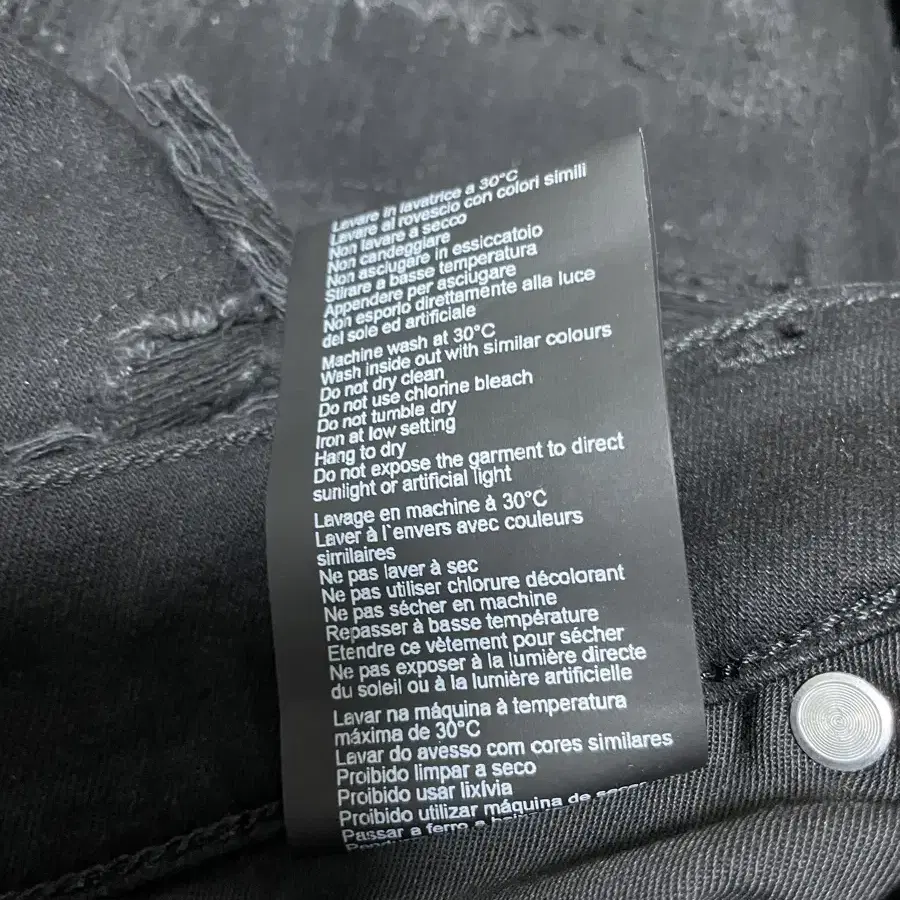 Lavare in lavatrice a 30°C
Lavare al rovescio con colori simili
Non lavare a secco
Non candeggiare
Non asciugare in essiccatoio
Stirare a basse temperatura
Appendere per asciugare
Non esporlo direttamente alla luce
del sole ed artificiale
Machine wash at 30°C
Wash inside out with similar colours
Do not dry clean
Do not use chlorine bleach
Do not tumble dry
Iron at low setting
Hang to dry
Do not expose the garment to direct
sunlight or artificial light
Lavage en machine à 30°C
Laver à l`envers avec couleurs
similaires
Ne pas laver à sec
Ne pas utiliser chlorure décolorant
Ne pas sécher en machine
Repasser à basse température
Etendre ce vètement pour sécher
Ne pas exposer à la lumière directe
du soleil ou à la lumière artificielle
Lavar na máquina à temperatura
máxima de 30°C
Lavar do avesso com cores similares
Proibido limpar a seco
Proibido usar lixívia
Proibido utilizar máquina de
Passar a ferro a